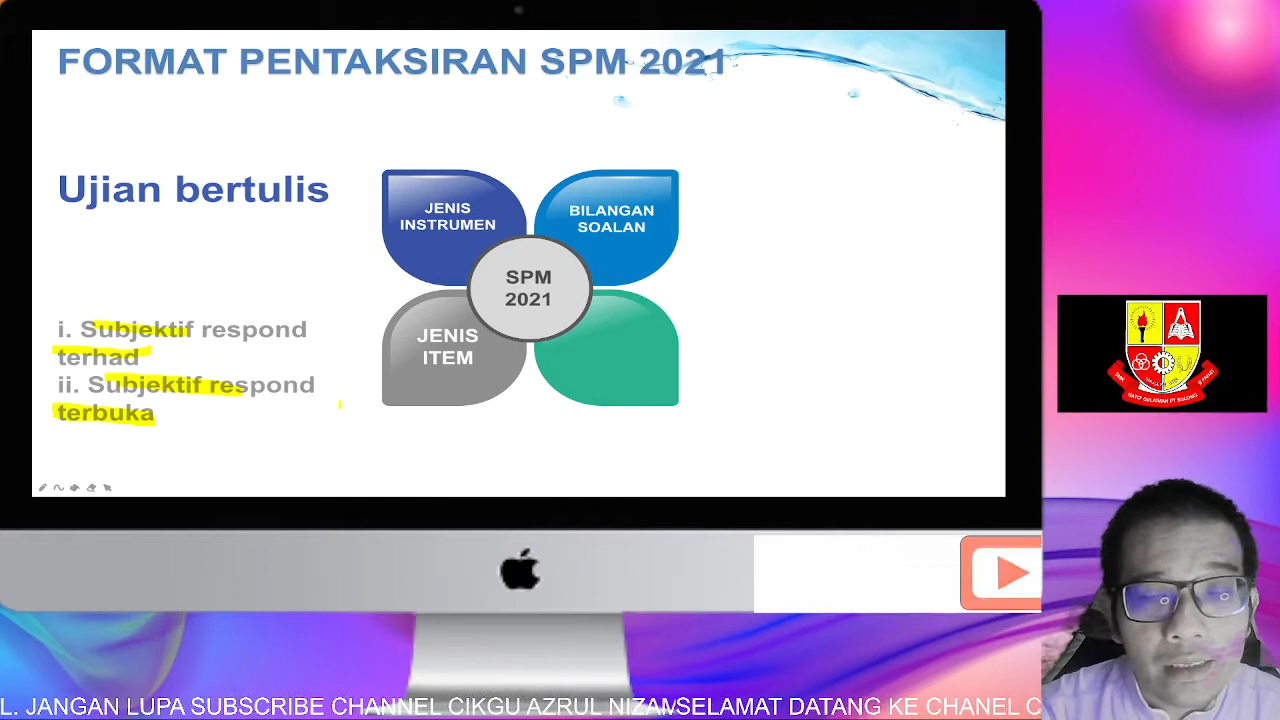 FORMAT PENTAKSIRAN SPM 2021
Ujian bertulis
JENIS
INSTRUMEN
BILANGAN
SOALAN
SPM
2021
JENIS
ITEM
i. Subjektif respond
terhad
ii. Subjektif respond
terbuka
L. JANGAN LUPA SUBSCRIBE CHANNEL CIKGU AZRUL NIZAMSELAMAT DATANG KE CHANEL C